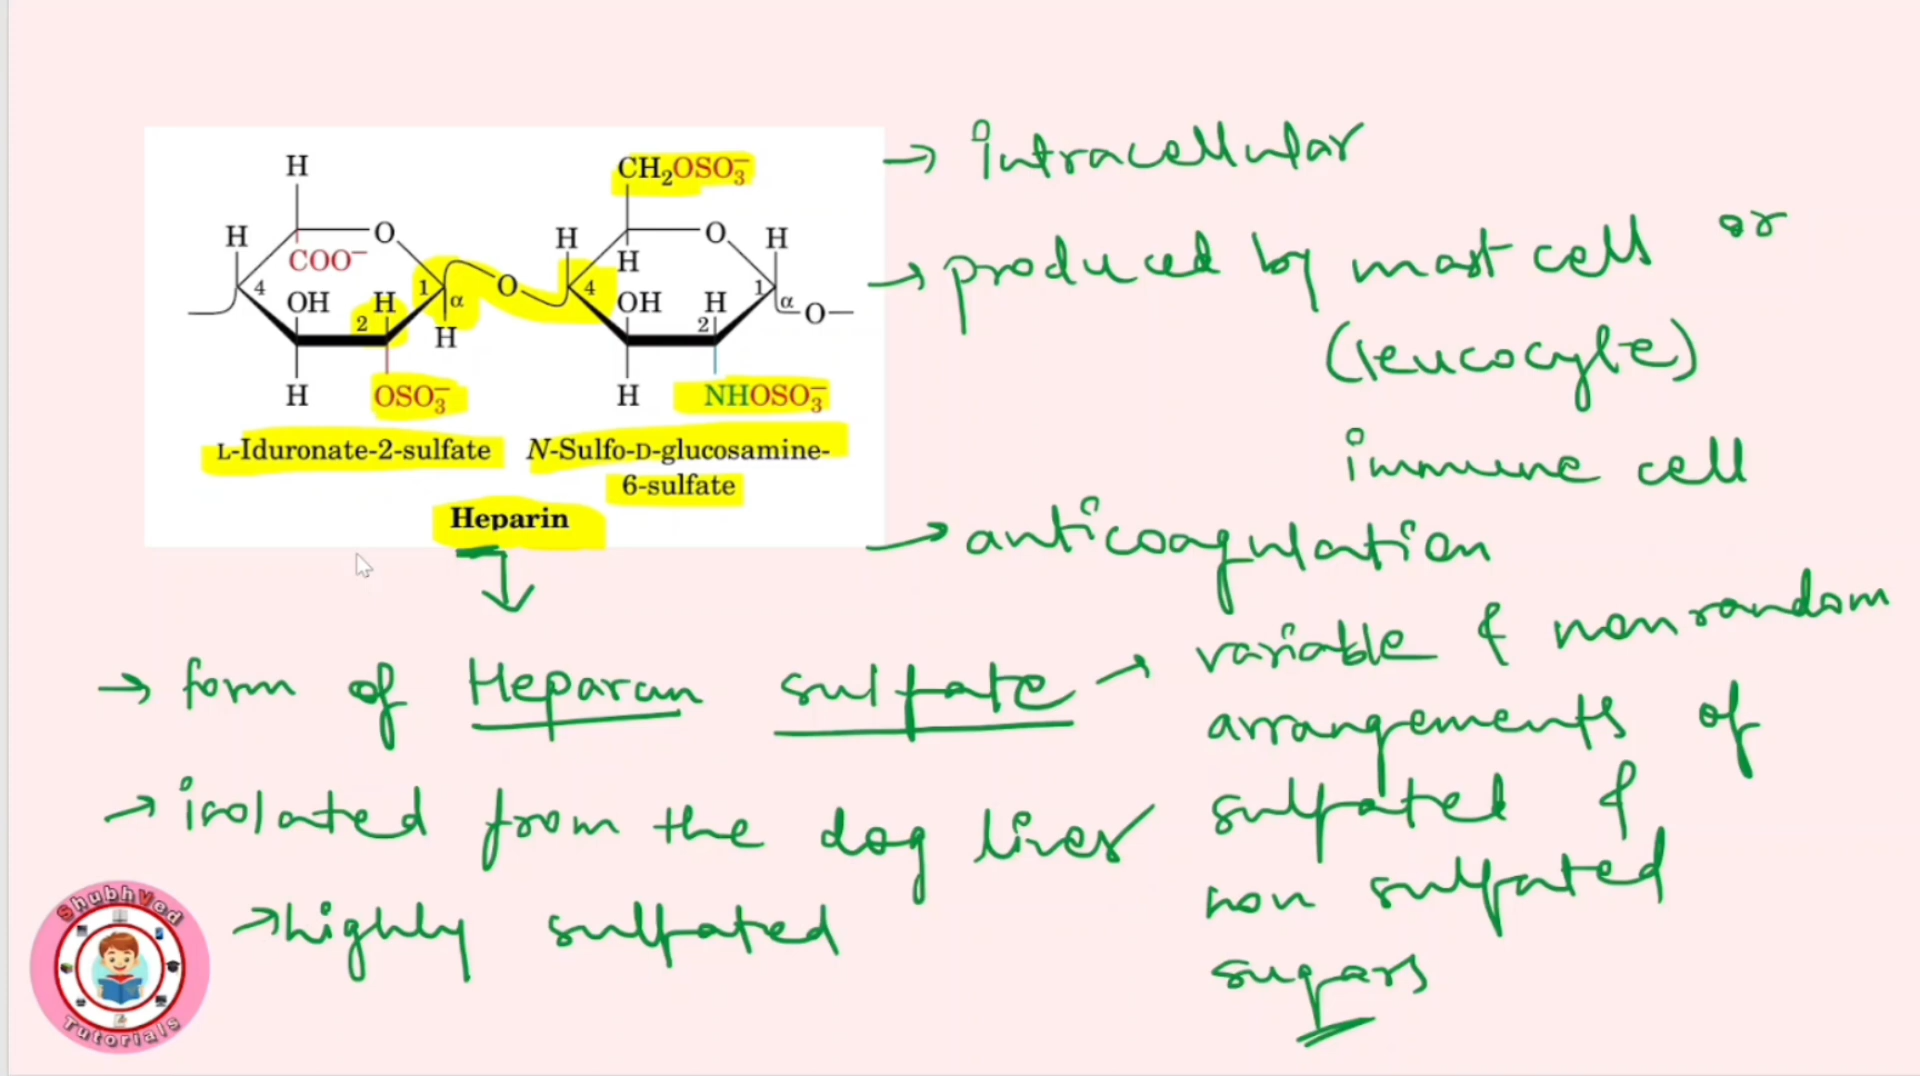 H
CH₂OSO₃⁻
H O H O H
COO⁻ H
4 OH H 1 α O 4 OH H 1 α O
2 H 2
H OSO₃⁻ H NHOSO₃⁻
L-Iduronate-2-sulfate N-Sulfo-D-glucosamine-
6-sulfate
Heparin
→ intracellular
→ produced by mast cell or
(leucocyte)
immune cell
→ anticoagulation
→ form of Heparan sulfate → variable & nonrandom
arrangements of
sulfated &
non sulfated
sugars
→ isolated from the dog liver
→ highly sulfated
ShubhVed
Tutorials